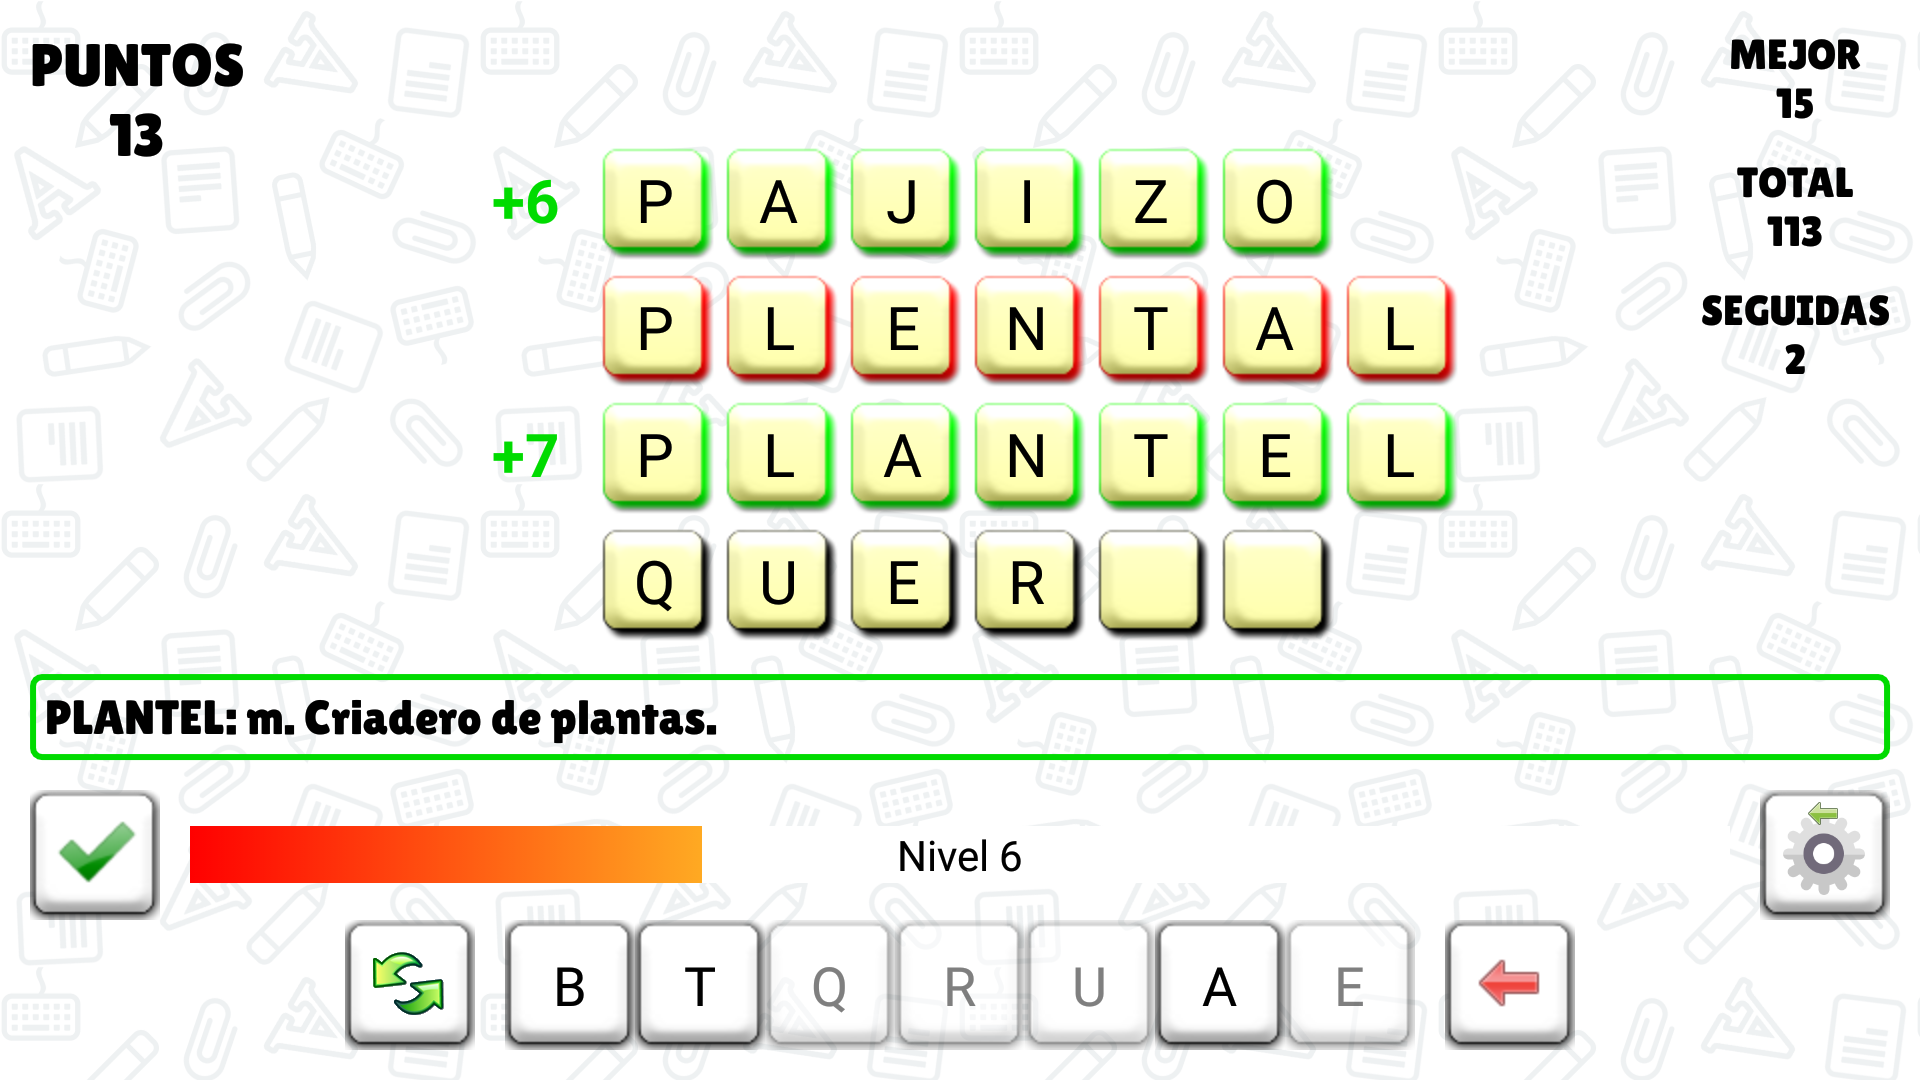 PUNTOS
13
MEJOR
15
TOTAL
113
SEGUIDAS
2
+6 P A J I Z O
P L E N T A L
+7 P L A N T E L
Q U E R
PLANTEL: m. Criadero de plantas.
Nivel 6
B T Q R U A E